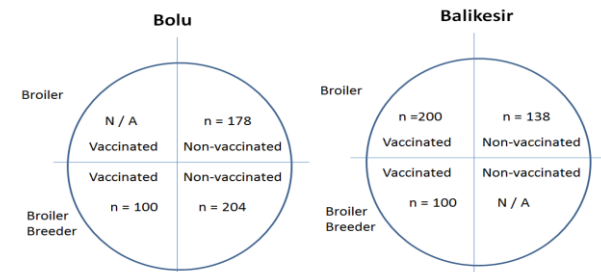 Bolu
Broiler
N / A
n = 178
Vaccinated
Non-vaccinated
Vaccinated
Non-vaccinated
n = 100
n = 204
Broiler
Breeder
Balikesir
Broiler
n =200
n = 138
Vaccinated
Non-vaccinated
Vaccinated
Non-vaccinated
n = 100
N / A
Broiler
Breeder